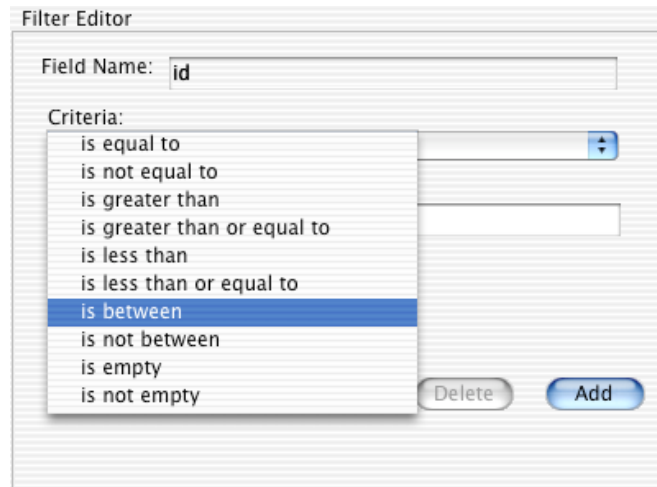 Filter Editor
Field Name: id
Criteria:
is equal to
is not equal to
is greater than
is greater than or equal to
is less than
is less than or equal to
is between
is not between
is empty
is not empty
Delete Add